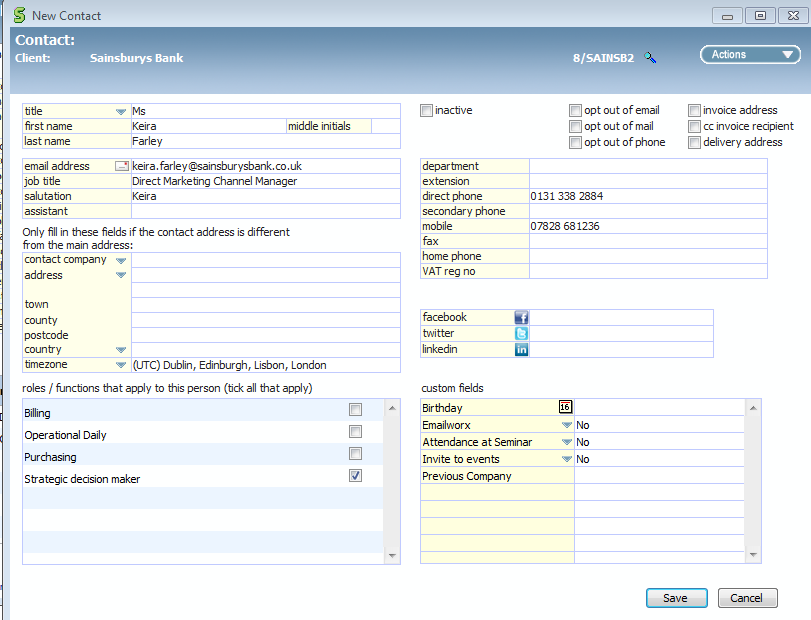 New Contact
Contact:
Client: Sainsburys Bank 8/SAINSB2 Actions
title Ms
first name Keira middle initials
last name Farley
email address keira.farley@sainsburysbank.co.uk
job title Direct Marketing Channel Manager
salutation Keira
assistant
Only fill in these fields if the contact address is different
from the main address:
contact company
address
town
county
postcode
country
timezone (UTC) Dublin, Edinburgh, Lisbon, London
roles / functions that apply to this person (tick all that apply)
Billing
Operational Daily
Purchasing
Strategic decision maker
inactive opt out of email invoice address
opt out of mail cc invoice recipient
opt out of phone delivery address
department
extension
direct phone 0131 338 2884
secondary phone
mobile 07828 681236
fax
home phone
VAT reg no
facebook
twitter
linkedin in
custom fields
Birthday 16
Emailworx No
Attendance at Seminar No
Invite to events No
Previous Company
Save Cancel